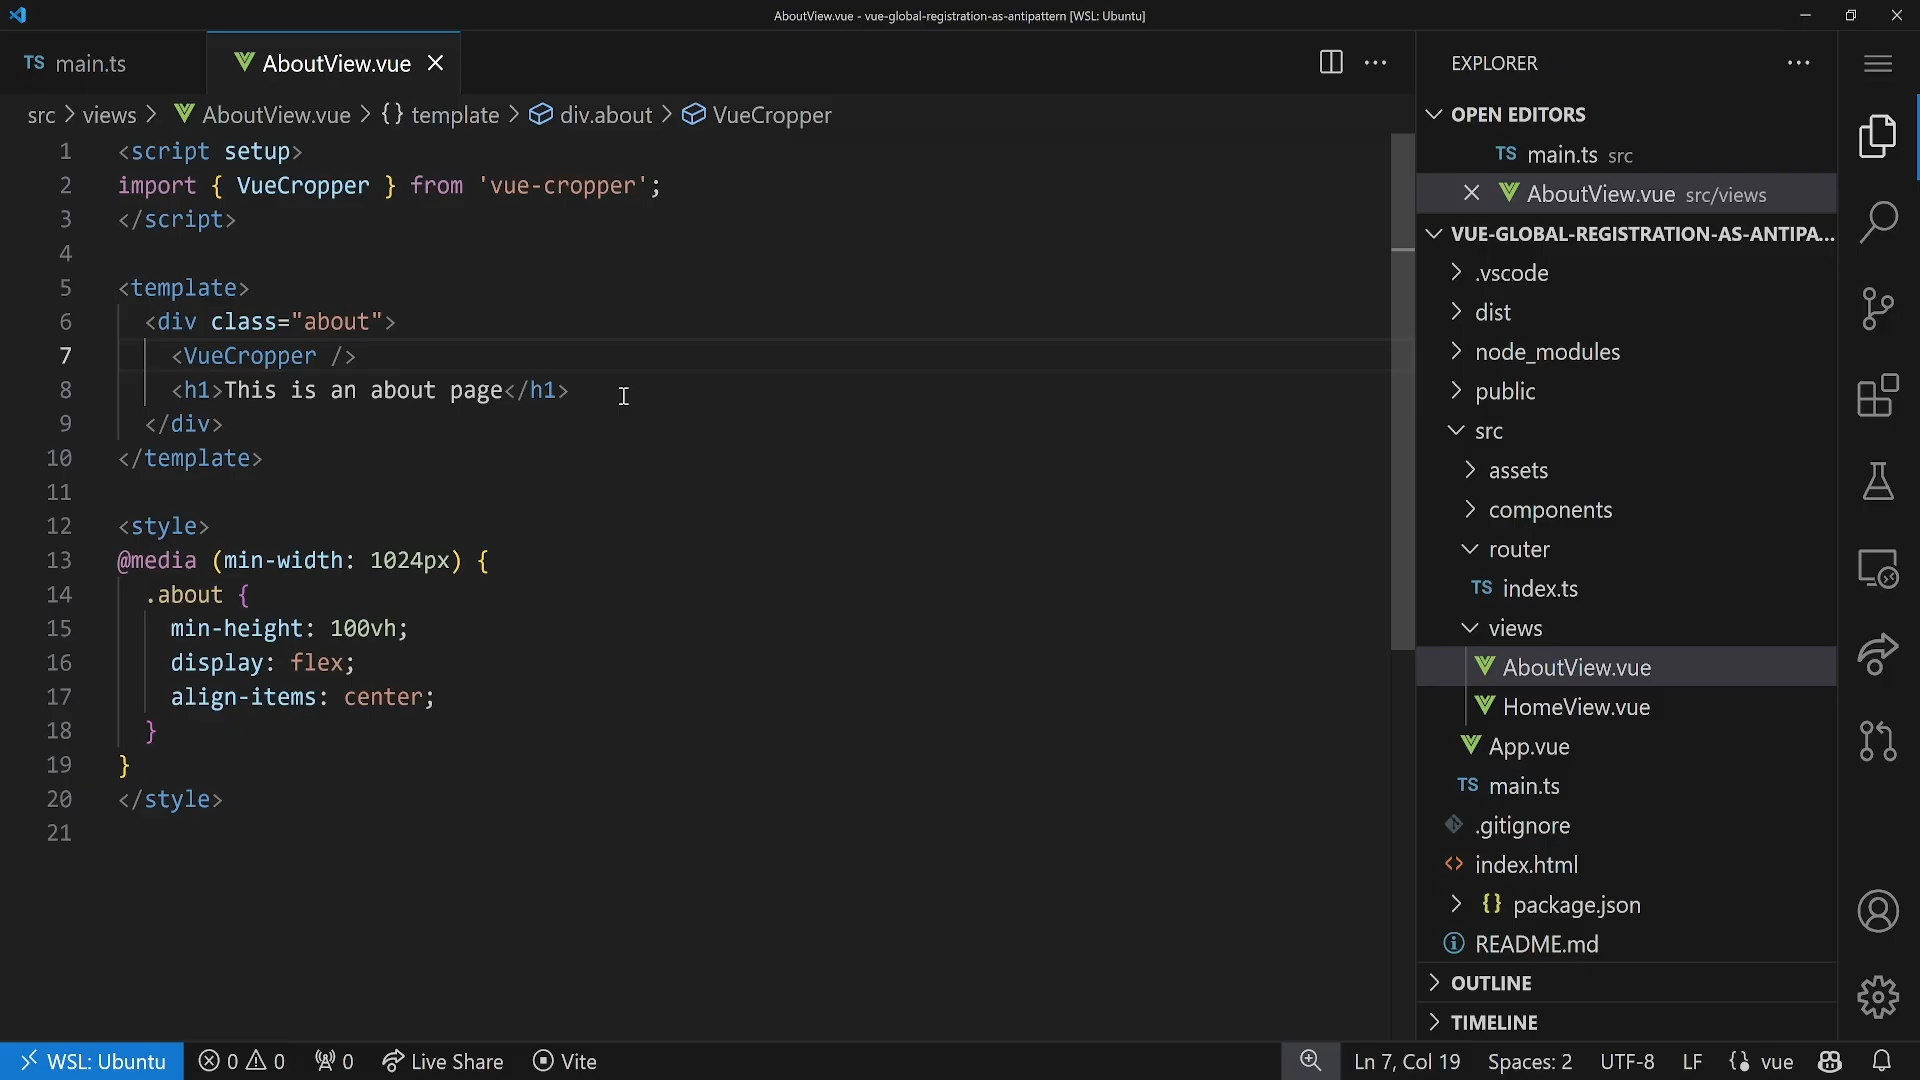 AboutView.vue - vue-global-registration-as-antipattern [WSL: Ubuntu]
TS main.ts
AboutView.vue
src > views > AboutView.vue > {} template > div.about > VueCropper
1 <script setup>
2 import { VueCropper } from 'vue-cropper';
3 </script>
4
5 <template>
6 <div class="about">
7 <VueCropper />
8 <h1>This is an about page</h1>
9 </div>
10 </template>
11
12 <style>
13 @media (min-width: 1024px) {
14 .about {
15 min-height: 100vh;
16 display: flex;
17 align-items: center;
18 }
19 }
20 </style>
21
EXPLORER
OPEN EDITORS
TS main.ts src
AboutView.vue src/views
VUE-GLOBAL-REGISTRATION-AS-ANTIPA...
.vscode
dist
node_modules
public
src
assets
components
router
TS index.ts
views
AboutView.vue
HomeView.vue
App.vue
TS main.ts
.gitignore
<> index.html
{} package.json
README.md
OUTLINE
TIMELINE
WSL: Ubuntu 0 0 0 Live Share Vite Ln 7, Col 19 Spaces: 2 UTF-8 LF vue